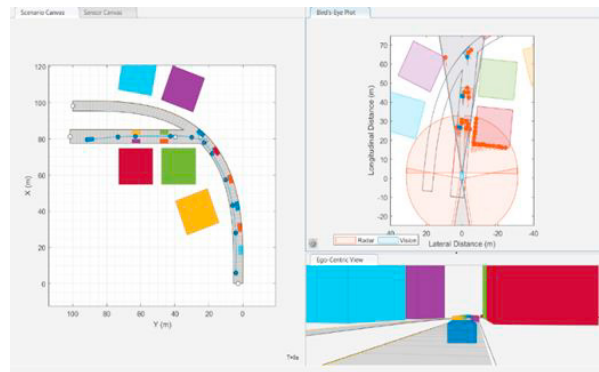 Scenario Canvas
Sensor Canvas
120
100
80
60
40
20
0
X (m)
100
80
60
40
20
0
Y (m)
T=6s
Bird's-Eye Plot
70
60
50
40
30
20
10
0
-10
-20
Longitudinal Distance (m)
40
20
0
-20
-40
Lateral Distance (m)
Radar
Vision
Ego-Centric View